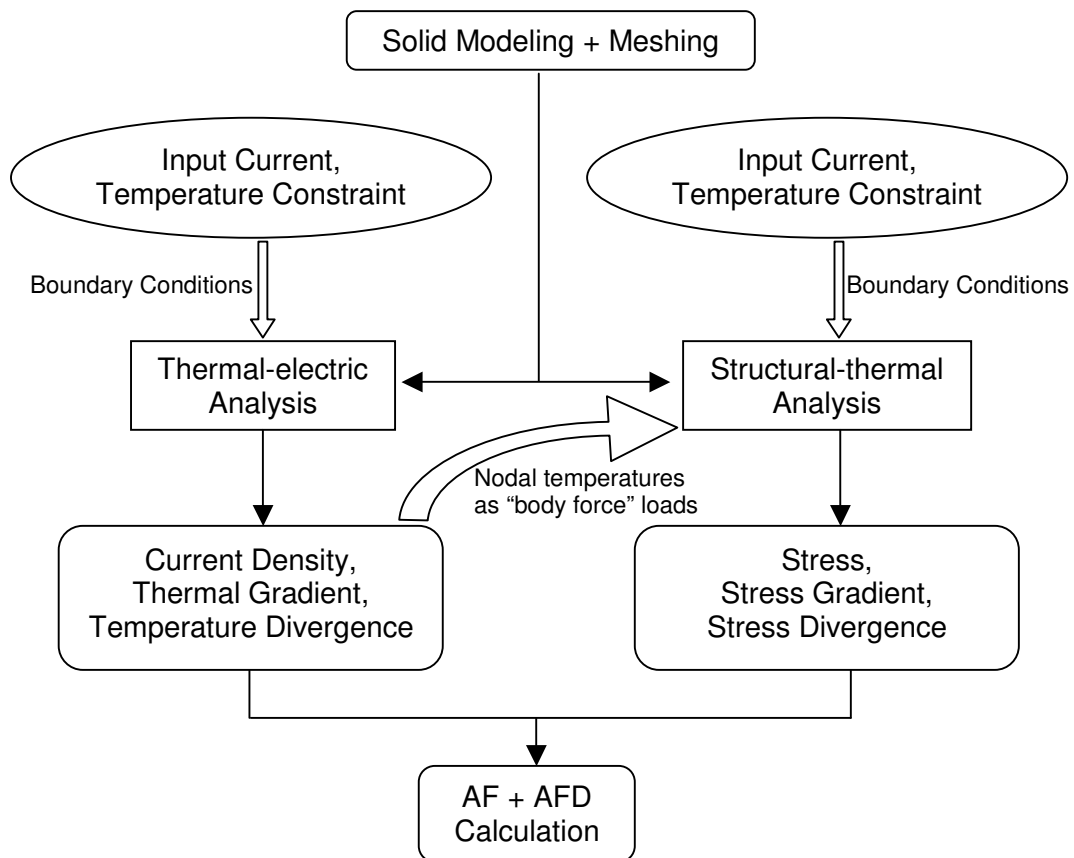 Solid Modeling + Meshing
Input Current,
Temperature Constraint
Input Current,
Temperature Constraint
Boundary Conditions
Boundary Conditions
Thermal-electric
Analysis
Structural-thermal
Analysis
Nodal temperatures
as “body force” loads
Current Density,
Thermal Gradient,
Temperature Divergence
Stress,
Stress Gradient,
Stress Divergence
AF + AFD
Calculation